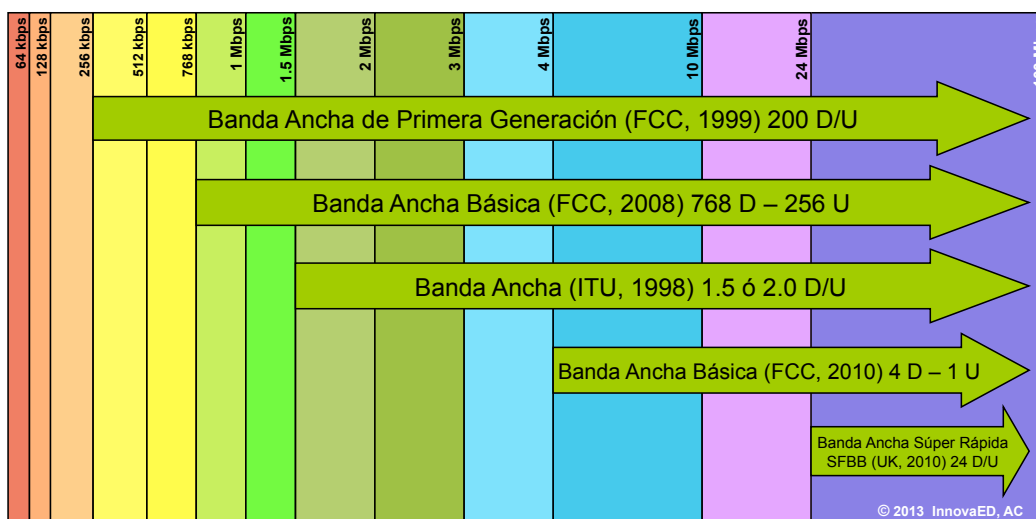 64 kbps
128 kbps
256 kbps
512 kbps
768 kbps
1 Mbps
1.5 Mbps
2 Mbps
3 Mbps
4 Mbps
10 Mbps
24 Mbps
Banda Ancha de Primera Generación (FCC, 1999) 200 D/U
Banda Ancha Básica (FCC, 2008) 768 D – 256 U
Banda Ancha (ITU, 1998) 1.5 ó 2.0 D/U
Banda Ancha Básica (FCC, 2010) 4 D – 1 U
Banda Ancha Súper Rápida
SFBB (UK, 2010) 24 D/U
© 2013 InnovaED, AC